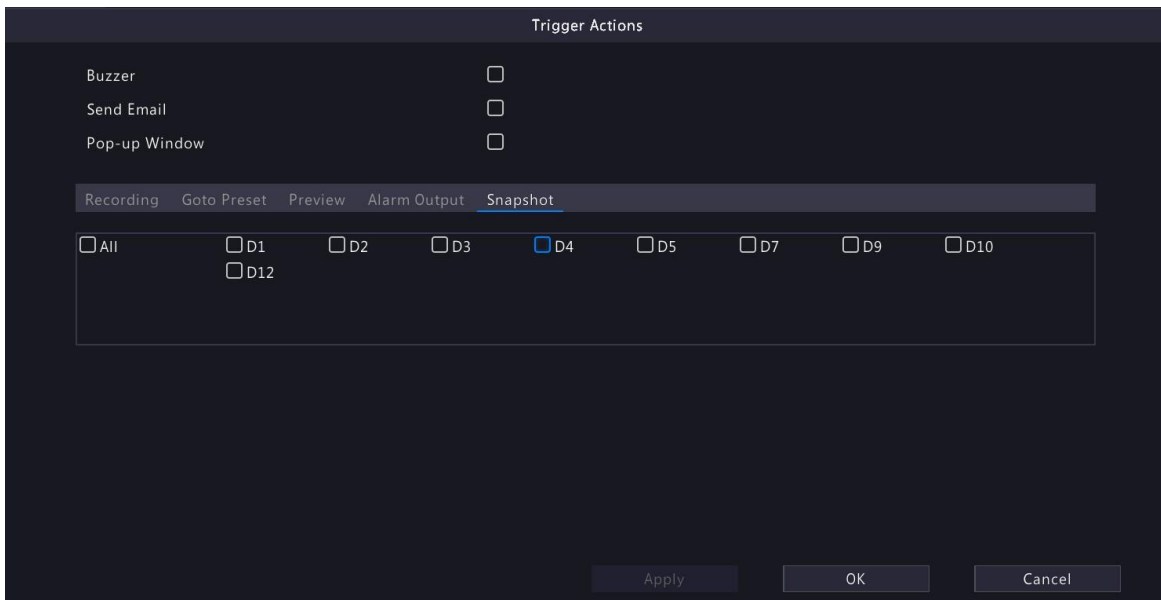 Trigger Actions
Buzzer
Send Email
Pop-up Window
Recording Goto Preset Preview Alarm Output Snapshot
All D1 D2 D3 D4 D5 D7 D9 D10
D12
Apply OK Cancel